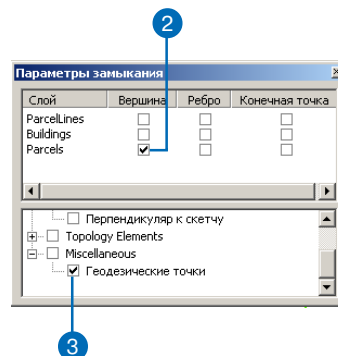 2
Параметры замыкания
Слой Вершина Ребро Конечная точка
ParcelLines
Buildings
Parcels
Перпендикуляр к скетчу
Topology Elements
Miscellaneous
Геодезические точки
3